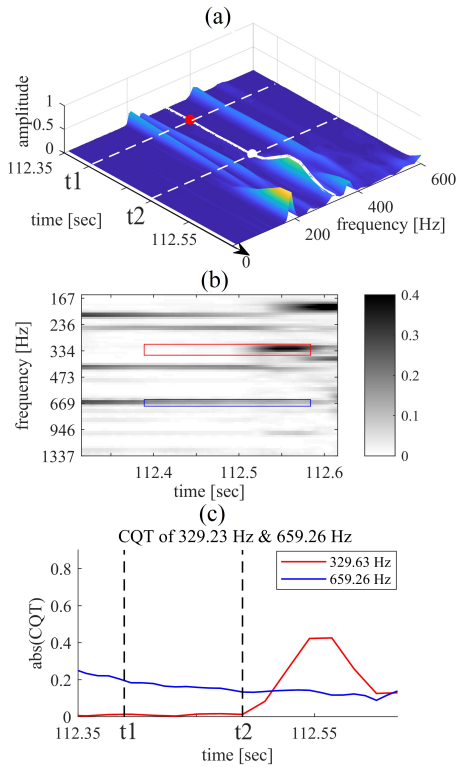 (a)
amplitude
1
0.5
0
112.35
t1
time [sec]
t2
112.55
0
200
400
600
frequency [Hz]
(b)
frequency [Hz]
167
236
334
473
669
946
1337
112.4
112.5
112.6
time [sec]
0.4
0.3
0.2
0.1
0
(c)
CQT of 329.23 Hz & 659.26 Hz
329.63 Hz
659.26 Hz
abs(CQT)
0.8
0.6
0.4
0.2
0
112.35
t1
t2
112.55
time [sec]